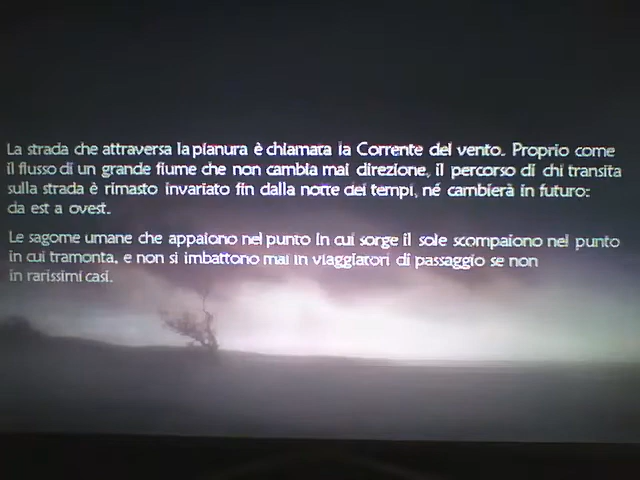 La strada che attraversa la pianura è chiamata la Corrente del vento. Proprio come
il flusso di un grande fiume che non cambia mai direzione, il percorso di chi transita
sulla strada è rimasto invariato fin dalla notte dei tempi, né cambierà in futuro:
da est a ovest.
Le sagome umane che appaiono nel punto in cui sorge il sole scompaiono nel punto
in cui tramonta, e non si imbattono mai in viaggiatori di passaggio se non
in rarissimi casi.